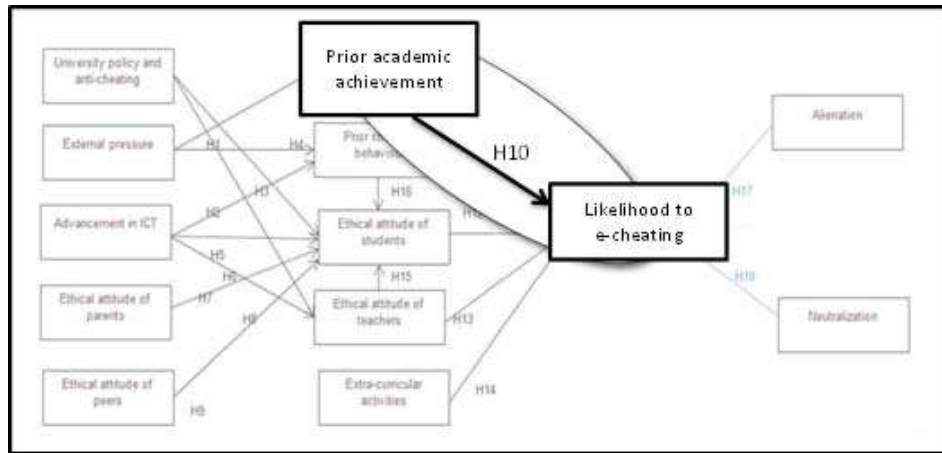 University policy and
anti-cheating
Prior academic
achievement
External pressure
H1
H4
Prior
behavio
H10
Alienation
H3
H2
H16
H17
Advancement in ICT
Ethical attitude of
students
Likelihood to
e-cheating
H5
H15
Ethical attitude of
parents
H7
H8
Ethical attitude of
teachers
H13
Neutralization
Ethical attitude of
peers
H9
Extra-curricular
activities
H14